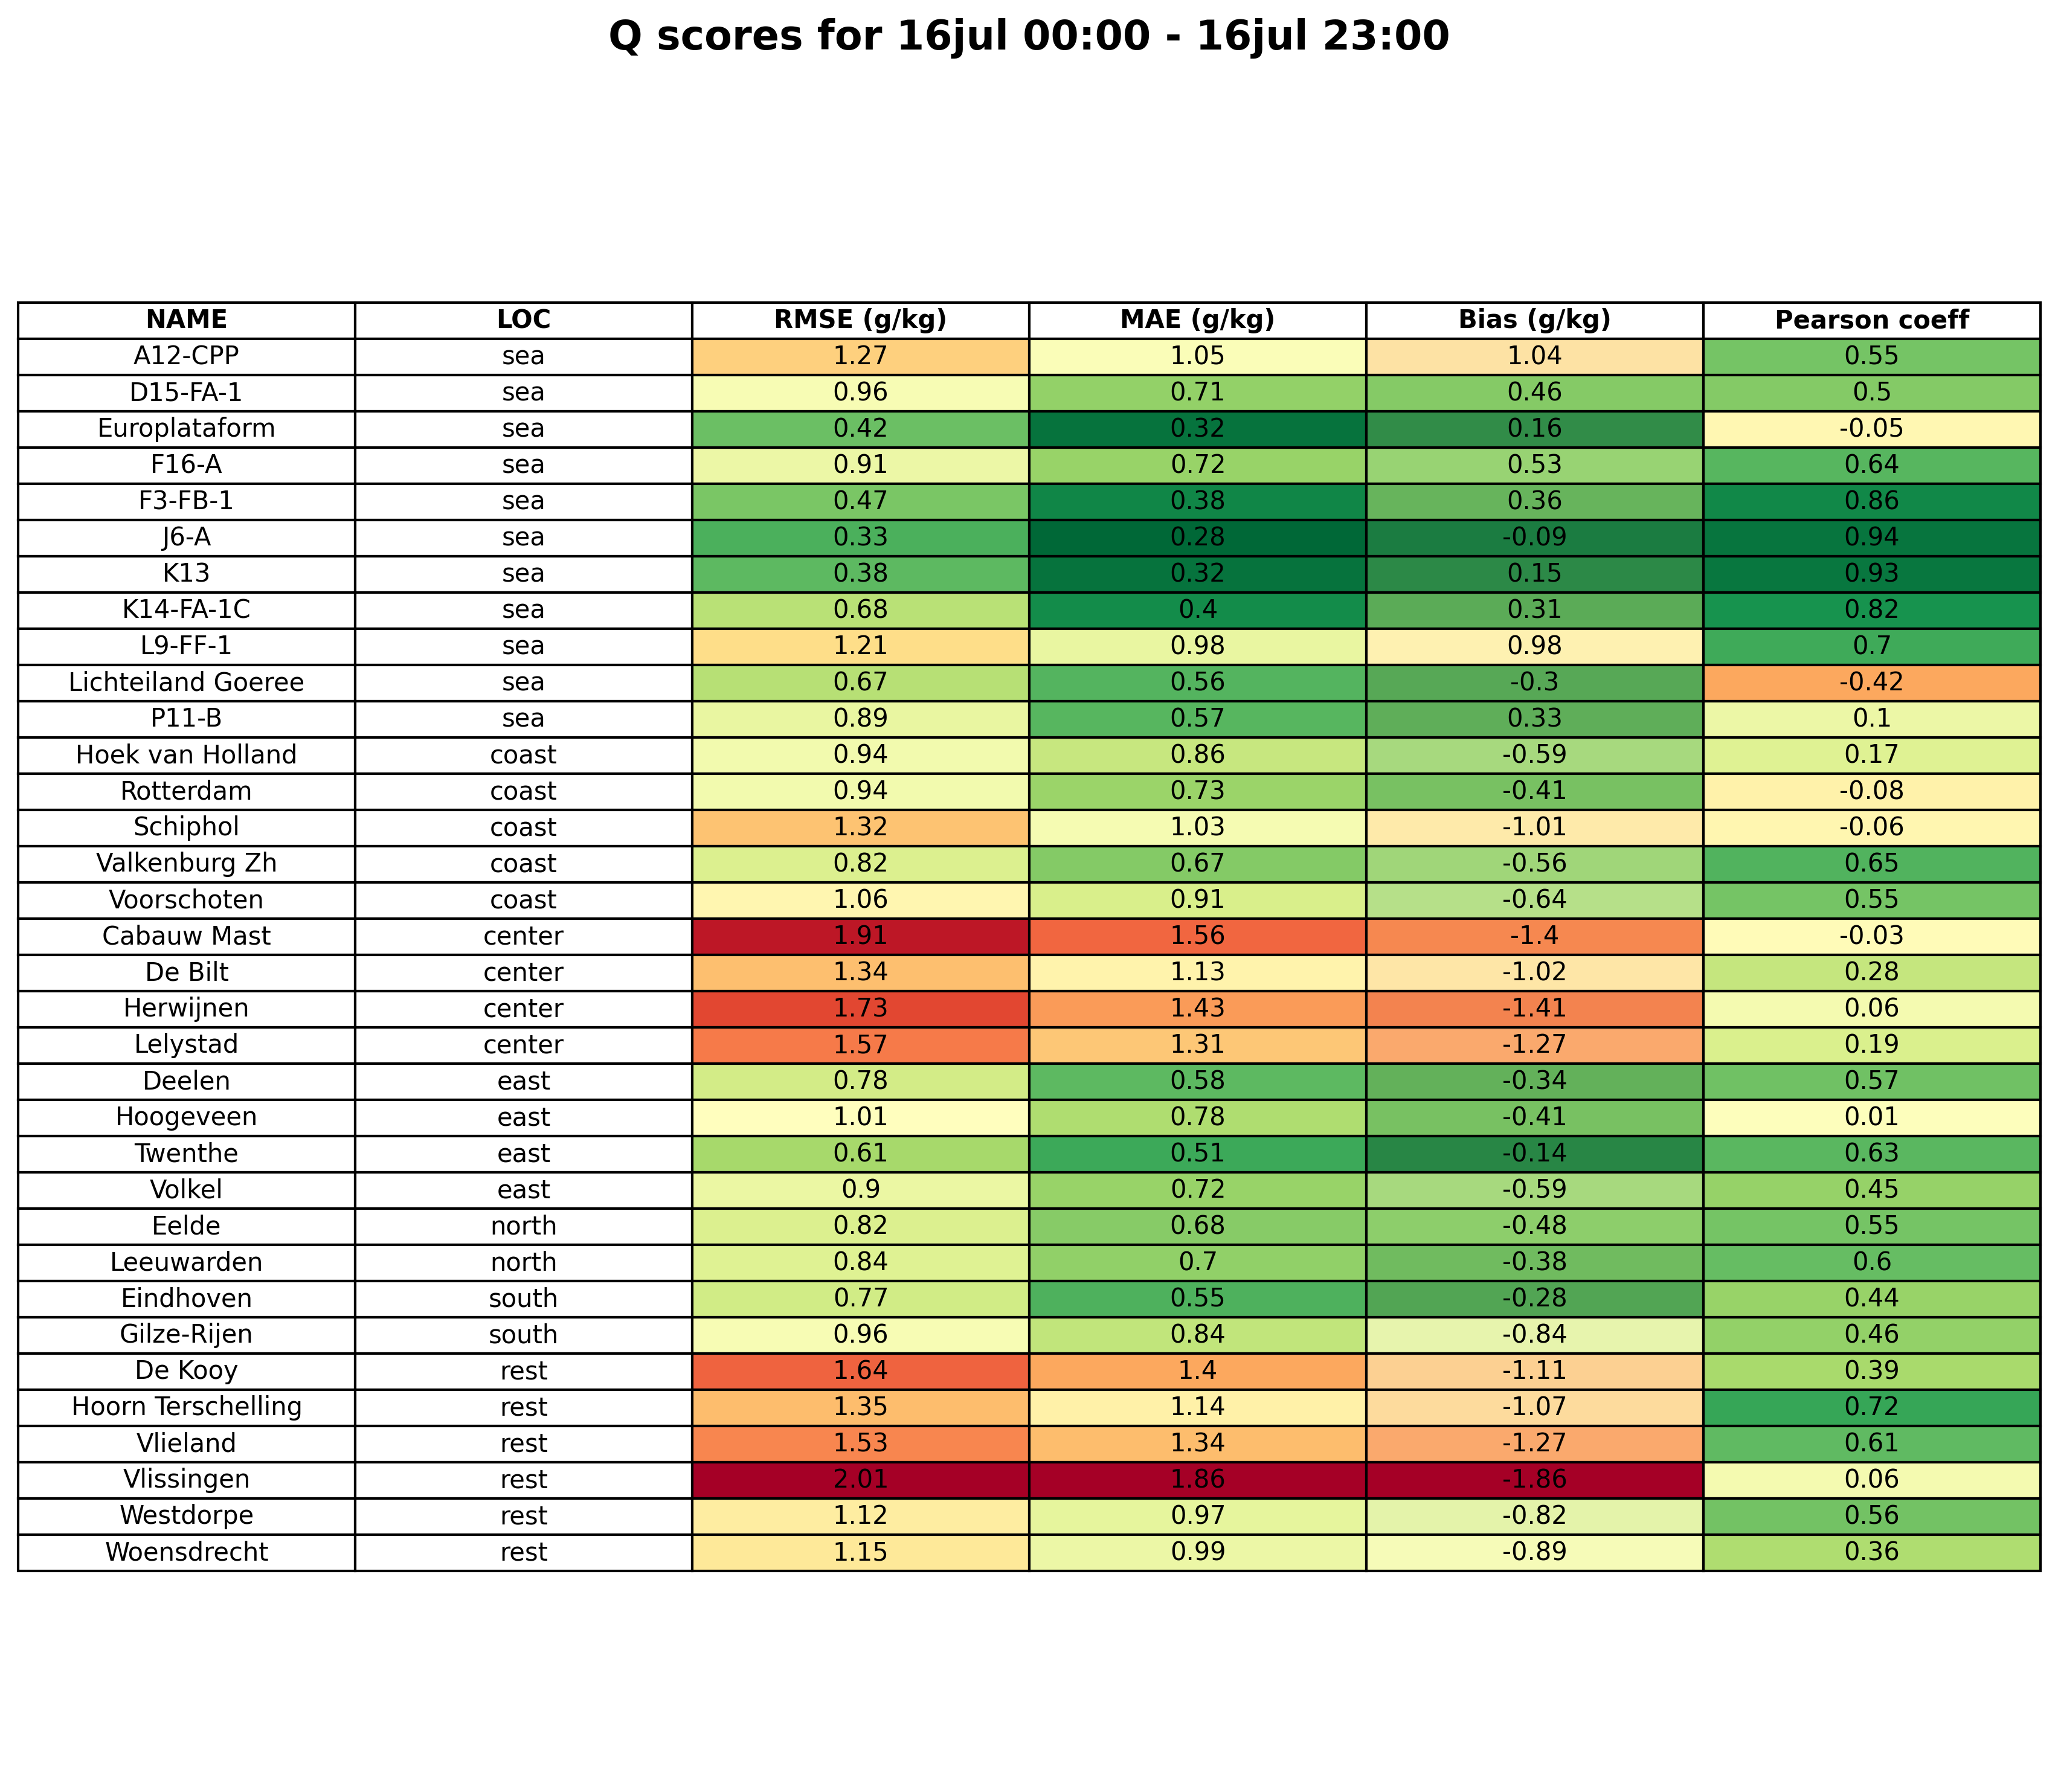 Q scores for 16jul 00:00 - 16jul 23:00
NAME LOC RMSE (g/kg) MAE (g/kg) Bias (g/kg) Pearson coeff
A12-CPP sea 1.27 1.05 1.04 0.55
D15-FA-1 sea 0.96 0.71 0.46 0.5
Europlataform sea 0.42 0.32 0.16 -0.05
F16-A sea 0.91 0.72 0.53 0.64
F3-FB-1 sea 0.47 0.38 0.36 0.86
J6-A sea 0.33 0.28 -0.09 0.94
K13 sea 0.38 0.32 0.15 0.93
K14-FA-1C sea 0.68 0.4 0.31 0.82
L9-FF-1 sea 1.21 0.98 0.98 0.7
Lichteiland Goeree sea 0.67 0.56 -0.3 -0.42
P11-B sea 0.89 0.57 0.33 0.1
Hoek van Holland coast 0.94 0.86 -0.59 0.17
Rotterdam coast 0.94 0.73 -0.41 -0.08
Schiphol coast 1.32 1.03 -1.01 -0.06
Valkenburg Zh coast 0.82 0.67 -0.56 0.65
Voorschoten coast 1.06 0.91 -0.64 0.55
Cabauw Mast center 1.91 1.56 -1.4 -0.03
De Bilt center 1.34 1.13 -1.02 0.28
Herwijnen center 1.73 1.43 -1.41 0.06
Lelystad center 1.57 1.31 -1.27 0.19
Deelen east 0.78 0.58 -0.34 0.57
Hoogeveen east 1.01 0.78 -0.41 0.01
Twenthe east 0.61 0.51 -0.14 0.63
Volkel east 0.9 0.72 -0.59 0.45
Eelde north 0.82 0.68 -0.48 0.55
Leeuwarden north 0.84 0.7 -0.38 0.6
Eindhoven south 0.77 0.55 -0.28 0.44
Gilze-Rijen south 0.96 0.84 -0.84 0.46
De Kooy rest 1.64 1.4 -1.11 0.39
Hoorn Terschelling rest 1.35 1.14 -1.07 0.72
Vlieland rest 1.53 1.34 -1.27 0.61
Vlissingen rest 2.01 1.86 -1.86 0.06
Westdorpe rest 1.12 0.97 -0.82 0.56
Woensdrecht rest 1.15 0.99 -0.89 0.36